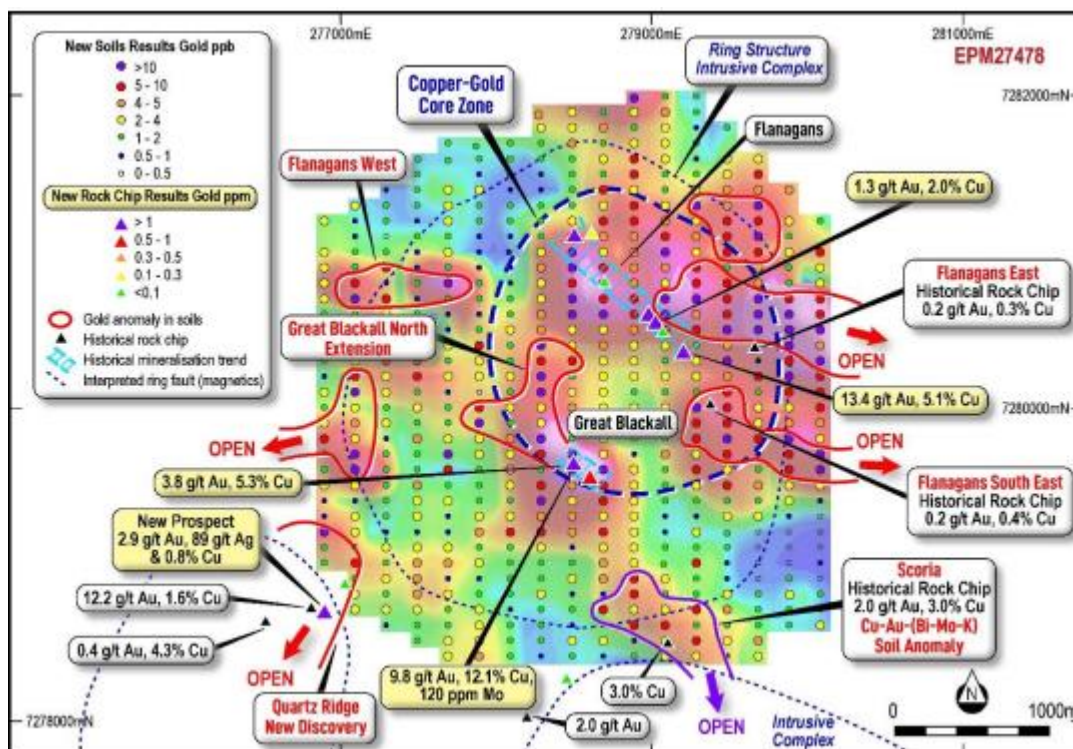 277000mE
279000mE
281000mE
EPM27478
7282000mN
7280000mN
7278000mN
New Soils Results Gold ppb
>10
5 - 10
4 - 5
2 - 4
1 - 2
0.5 - 1
0 - 0.5
New Rock Chip Results Gold ppm
> 1
0.5 - 1
0.3 - 0.5
0.1 - 0.3
<0.1
Gold anomaly in soils
Historical rock chip
Historical mineralisation trend
Interpreted ring fault (magnetics)
Copper-Gold
Core Zone
Ring Structure
Intrusive Complex
Flanagans
Flanagans West
1.3 g/t Au, 2.0% Cu
Flanagans East
Historical Rock Chip
0.2 g/t Au, 0.3% Cu
OPEN
Great Blackall North
Extension
13.4 g/t Au, 5.1% Cu
Great Blackall
OPEN
OPEN
3.8 g/t Au, 5.3% Cu
Flanagans South East
Historical Rock Chip
0.2 g/t Au, 0.4% Cu
New Prospect
2.9 g/t Au, 89 g/t Ag
& 0.8% Cu
12.2 g/t Au, 1.6% Cu
0.4 g/t Au, 4.3% Cu
OPEN
Quartz Ridge
New Discovery
9.8 g/t Au, 12.1% Cu,
120 ppm Mo
Scoria
Historical Rock Chip
2.0 g/t Au, 3.0% Cu
Cu-Au-(Bi-Mo-K)
Soil Anomaly
3.0% Cu
2.0 g/t Au
OPEN
Intrusive
Complex
N
0
1000m